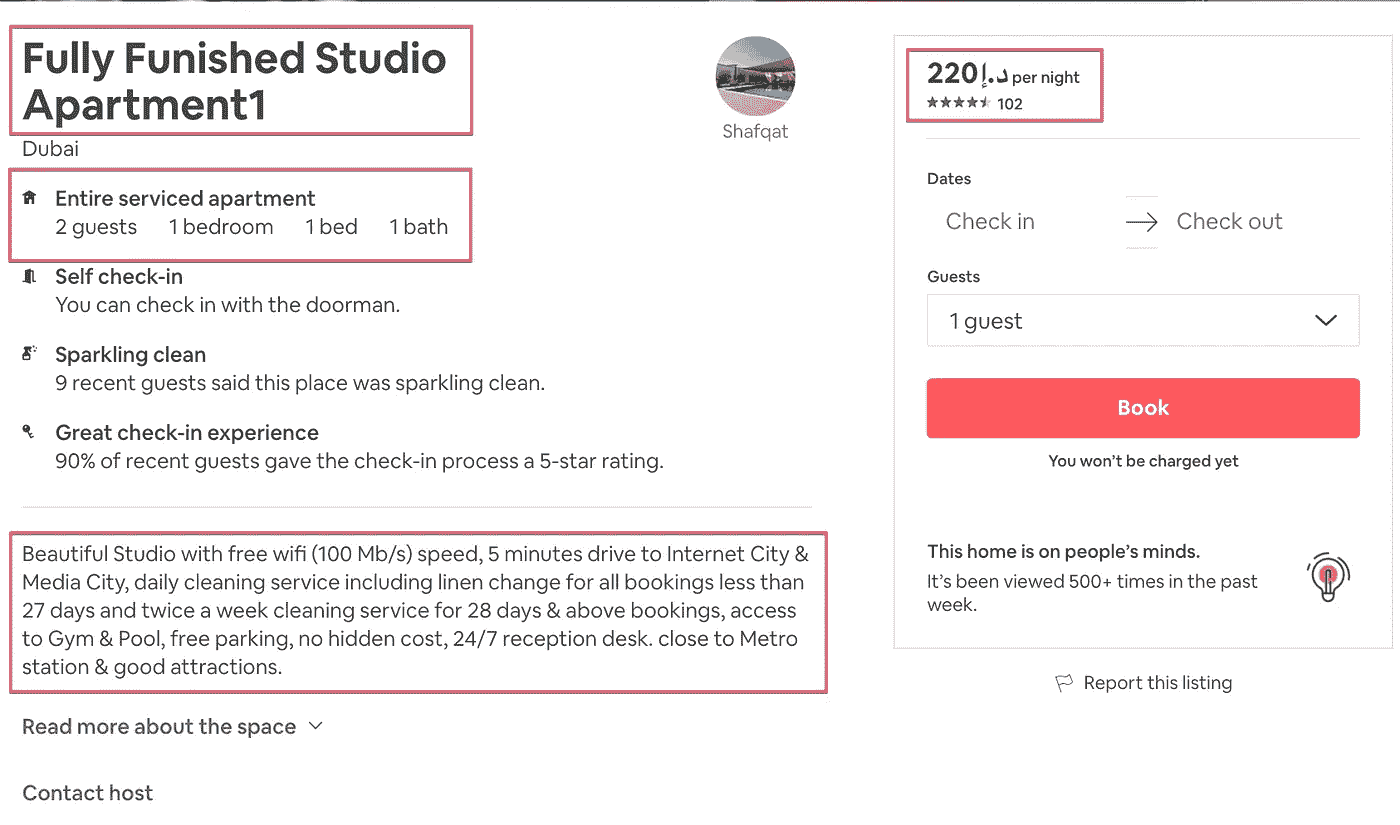 Fully Funished Studio
Apartment1
Dubai
Shafqat
Entire serviced apartment
2 guests 1 bedroom 1 bed 1 bath
Self check-in
You can check in with the doorman.
Sparkling clean
9 recent guests said this place was sparkling clean.
Great check-in experience
90% of recent guests gave the check-in process a 5-star rating.
Beautiful Studio with free wifi (100 Mb/s) speed, 5 minutes drive to Internet City &
Media City, daily cleaning service including linen change for all bookings less than
27 days and twice a week cleaning service for 28 days & above bookings, access
to Gym & Pool, free parking, no hidden cost, 24/7 reception desk. close to Metro
station & good attractions.
Read more about the space
Contact host
د.إ220 per night
102
Dates
Check in → Check out
Guests
1 guest
Book
You won’t be charged yet
This home is on people’s minds.
It’s been viewed 500+ times in the past
week.
Report this listing